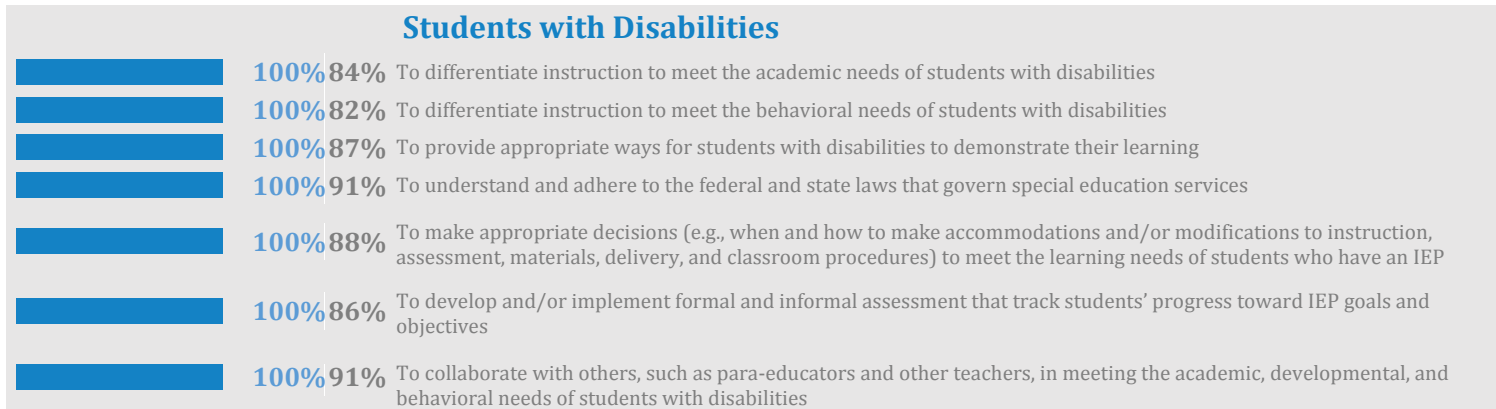 Students with Disabilities
100% 84% To differentiate instruction to meet the academic needs of students with disabilities
100% 82% To differentiate instruction to meet the behavioral needs of students with disabilities
100% 87% To provide appropriate ways for students with disabilities to demonstrate their learning
100% 91% To understand and adhere to the federal and state laws that govern special education services
100% 88% To make appropriate decisions (e.g., when and how to make accommodations and/or modifications to instruction,
assessment, materials, delivery, and classroom procedures) to meet the learning needs of students who have an IEP
100% 86% To develop and/or implement formal and informal assessment that track students’ progress toward IEP goals and
objectives
100% 91% To collaborate with others, such as para-educators and other teachers, in meeting the academic, developmental, and
behavioral needs of students with disabilities